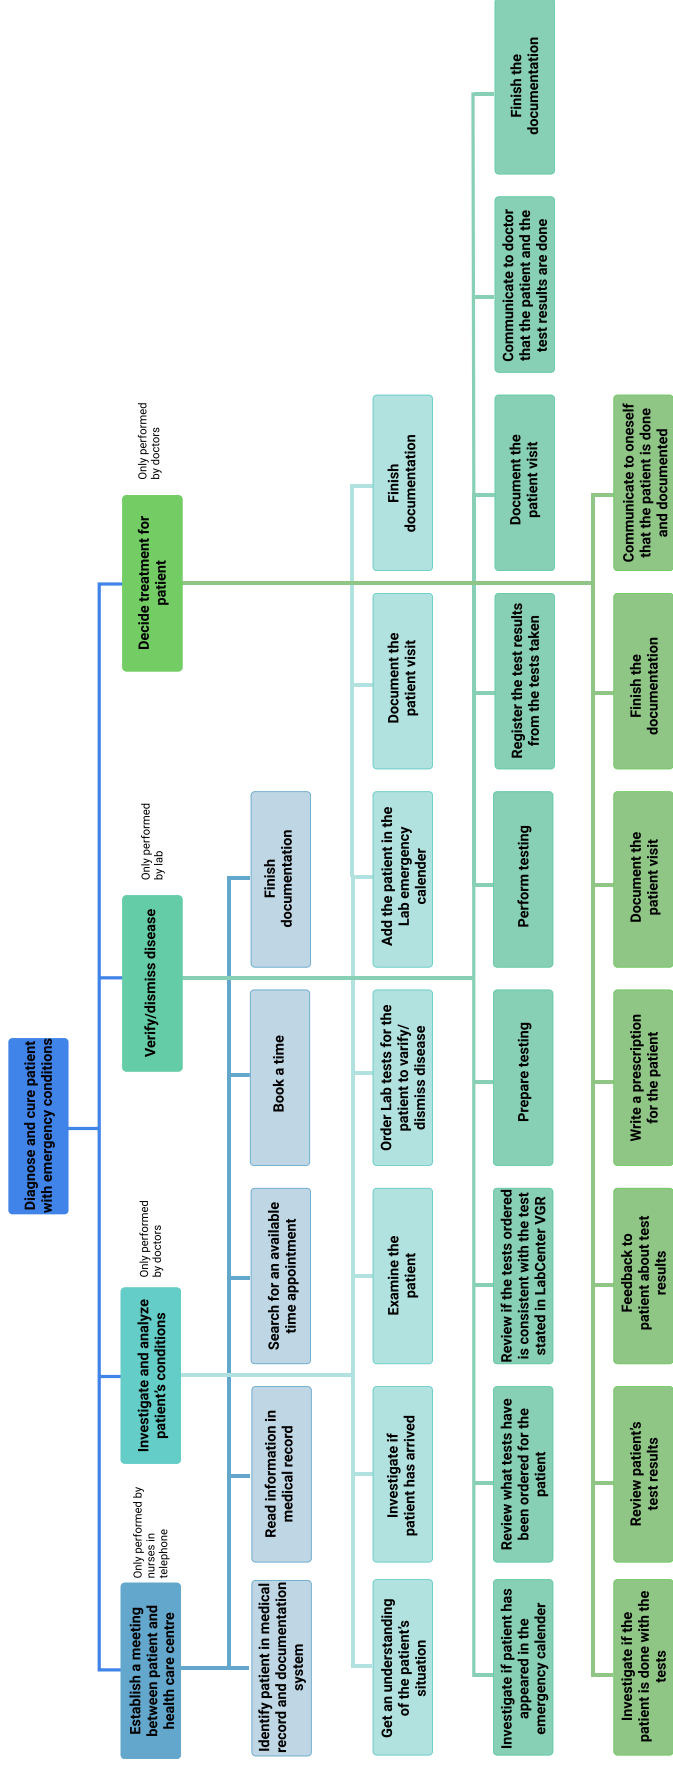 Diagnose and cure patient
with emergency conditions
Establish a meeting
between patient and
health care centre
Only performed by
nurses in
telephone
Investigate and analyze
patient's conditions
Only performed
by doctors
Verify/dismiss disease
Only performed
by lab
Decide treatment for
patient
Only performed
by doctors
Identify patient in medical
record and documentation
system
Read information in
medical record
Search for an available
time appointment
Book a time
Finish
documentation
Get an understanding
of the patient's
situation
Investigate if
patient has arrived
Examine the
patient
Order Lab tests for the
patient to varify/
dismiss disease
Add the patient in the
Lab emergency
calender
Document the
patient visit
Finish
documentation
Investigate if patient has
appeared in the
emergency calender
Review what tests have
been ordered for the
patient
Review if the tests ordered
is consistent with the test
stated in LabCenter VGR
Prepare testing
Perform testing
Register the test results
from the tests taken
Document the
patient visit
Communicate to doctor
that the patient and the
test results are done
Finish the
documentation
Investigate if the
patient is done with the
tests
Review patient's
test results
Feedback to
patient about test
results
Write a prescription
for the patient
Document the
patient visit
Finish the
documentation
Communicate to oneself
that the patient is done
and documented